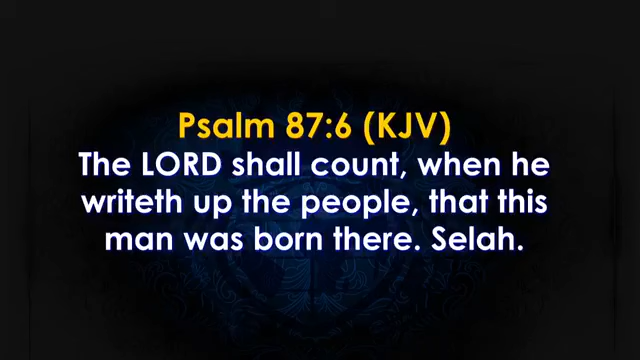 Psalm 87:6 (KJV)
The LORD shall count, when he
writeth up the people, that this
man was born there. Selah.